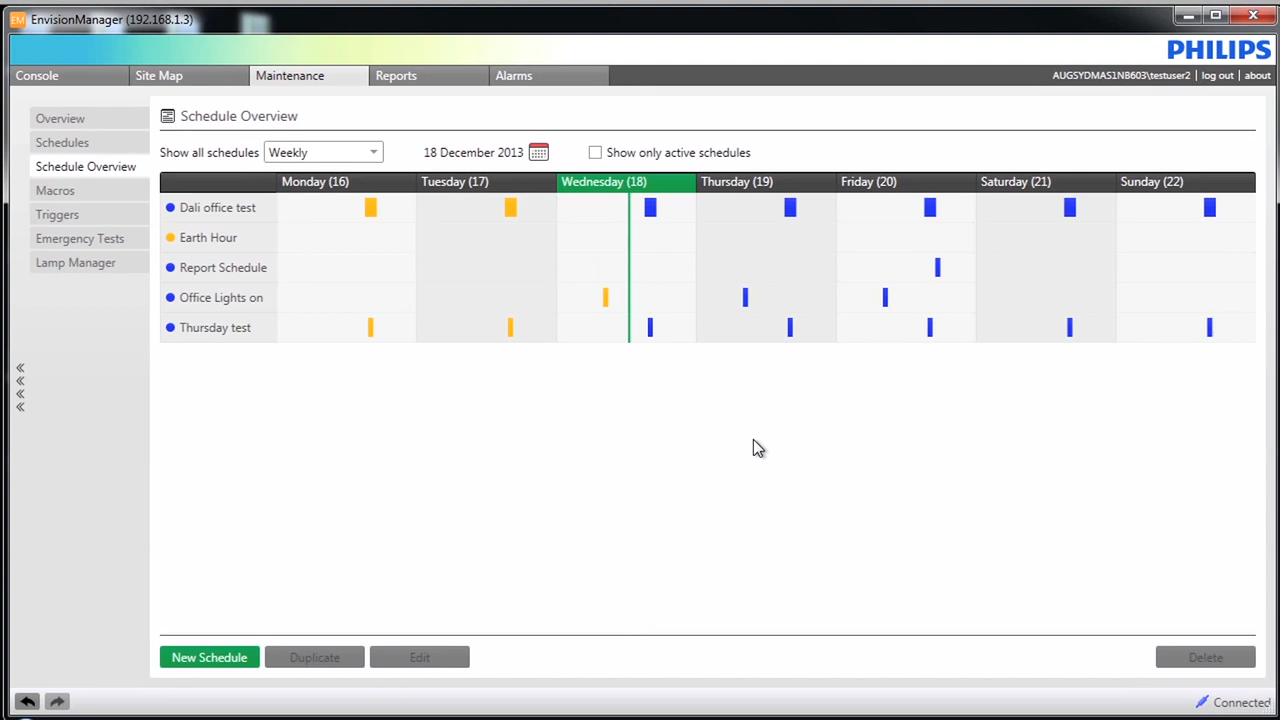 EM EnvisionManager (192.168.1.3)
PHILIPS
Console Site Map Maintenance Reports Alarms AUGSYDMAS1NB603\testuser2 | log out | about
Overview
Schedules
Schedule Overview
Macros
Triggers
Emergency Tests
Lamp Manager
Schedule Overview
Show all schedules Weekly 18 December 2013 Show only active schedules
Monday (16) Tuesday (17) Wednesday (18) Thursday (19) Friday (20) Saturday (21) Sunday (22)
Dali office test
Earth Hour
Report Schedule
Office Lights on
Thursday test
New Schedule Duplicate Edit Delete
Connected